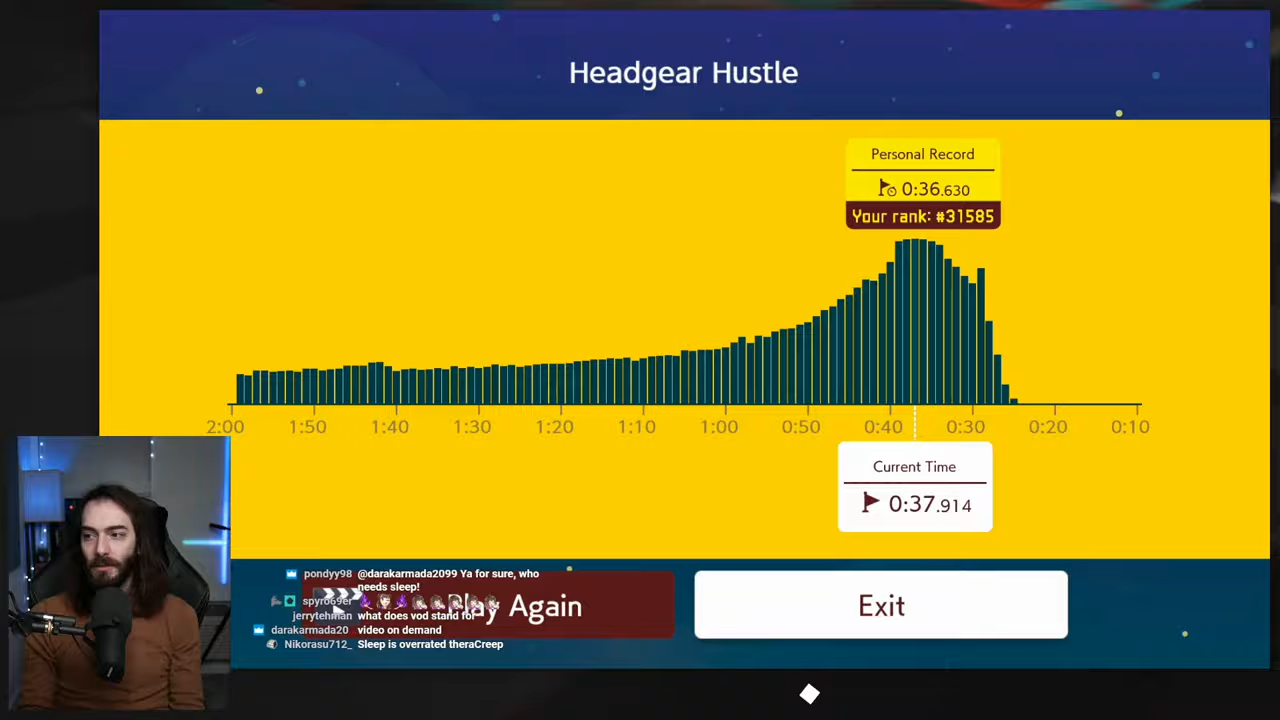 Headgear Hustle
Personal Record
0:36.630
Your rank: #31585
2:00 1:50 1:40 1:30 1:20 1:10 1:00 0:50 0:40 0:30 0:20 0:10
Current Time
0:37.914
pondyy98 @darakarmada2099 Ya for sure, who
needs sleep!
spyro69er
jerrytehman what does vod stand for
darakarmada20 video on demand
Nikorasu712_ Sleep is overrated theraCreep
Play Again
Exit